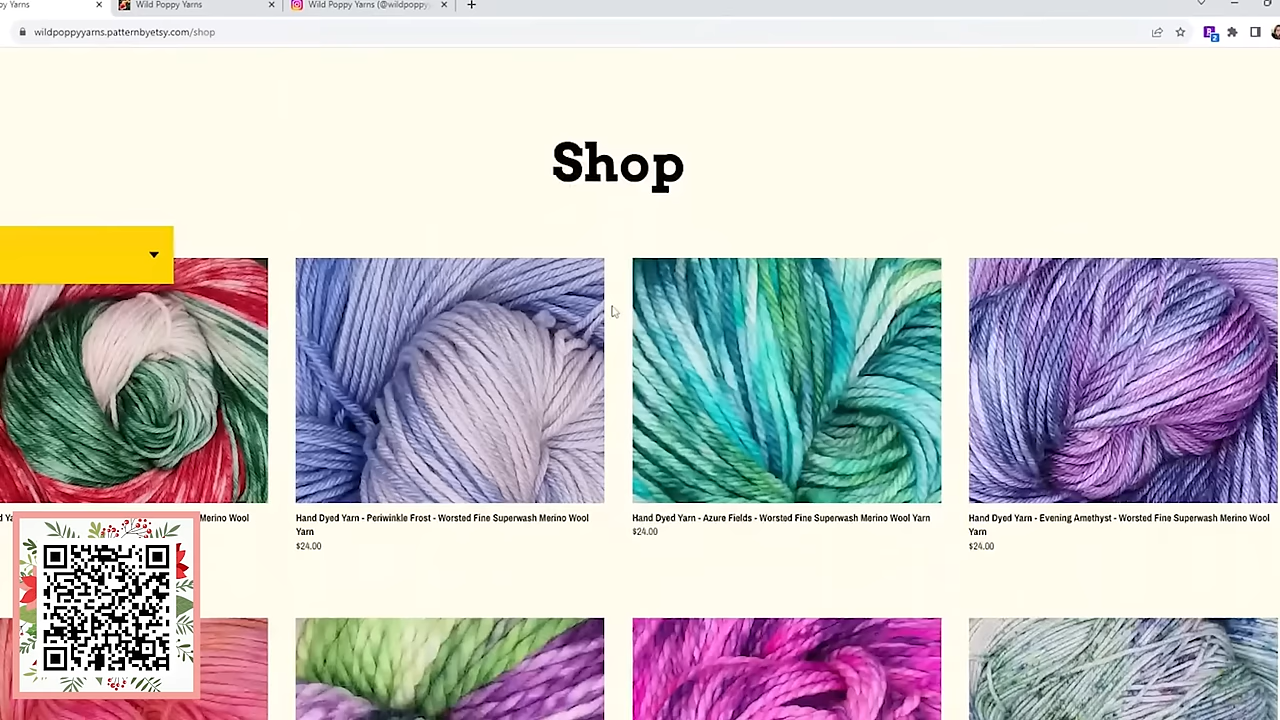 py Yarns
Wild Poppy Yarns
Wild Poppy Yarns (@wildpoppy
wildpoppyyarns.patternbyetsy.com/shop
Shop
Merino Wool
Hand Dyed Yarn - Periwinkle Frost - Worsted Fine Superwash Merino Wool
Yarn
$24.00
Hand Dyed Yarn - Azure Fields - Worsted Fine Superwash Merino Wool Yarn
$24.00
Hand Dyed Yarn - Evening Amethyst - Worsted Fine Superwash Merino Wool
Yarn
$24.00